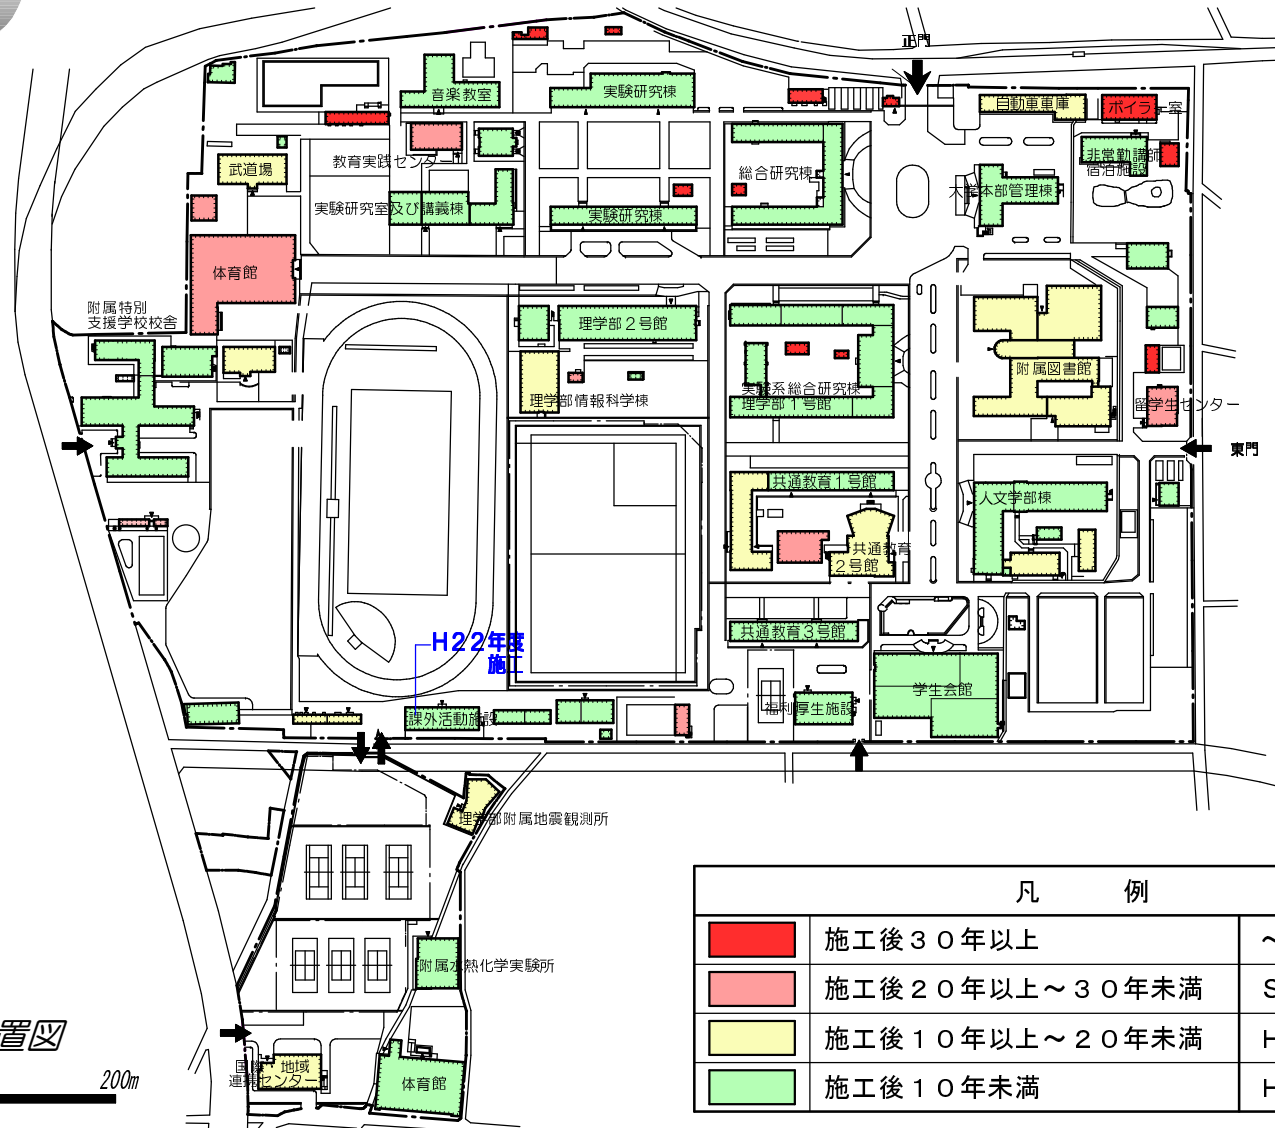 正門
音楽教室
実験研究棟
自動車車庫
ボイラー室
教育実践センター
武道場
総合研究棟
非常勤講師
宿泊施設
大学本部管理棟
実験研究室及び講義棟
実験研究棟
体育館
附属特別
支援学校校舎
理学部２号館
附属図書館
実験系総合研究棟
理学部１号館
理学部情報科学棟
留学生センター
東門
共通教育１号館
人文学部棟
共通教育
２号館
共通教育３号館
H22年度
施工
学生会館
福利厚生施設
課外活動施設
理学部附属地震観測所
附属水熱化学実験所
国際 地域
連携センター
体育館
置図
200m
凡 例
施工後３０年以上
～
施工後２０年以上～３０年未満
S
施工後１０年以上～２０年未満
H
施工後１０年未満
H